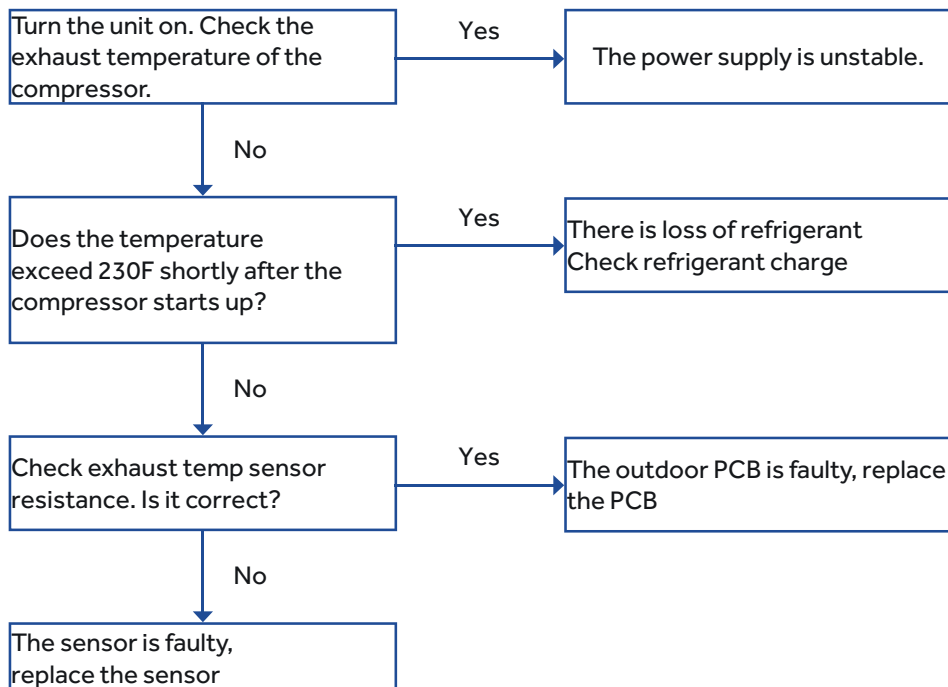 Turn the unit on. Check the
exhaust temperature of the
compressor.
Yes
The power supply is unstable.
No
Does the temperature
exceed 230F shortly after the
compressor starts up?
Yes
There is loss of refrigerant
Check refrigerant charge
No
Check exhaust temp sensor
resistance. Is it correct?
Yes
The outdoor PCB is faulty, replace
the PCB
No
The sensor is faulty,
replace the sensor